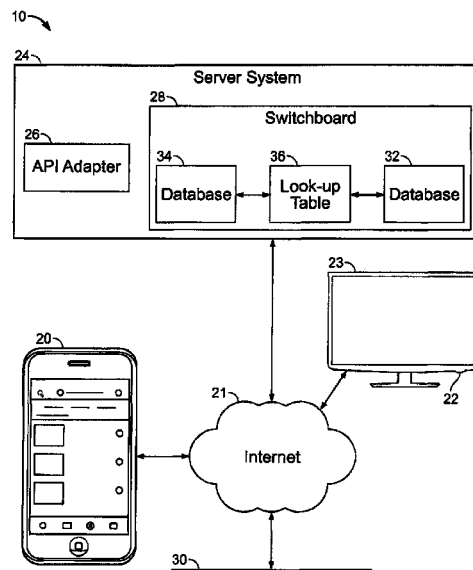 10
24
Server System
28
Switchboard
26
API Adapter
34
Database
36
Look-up
Table
32
Database
23
20
21
22
Internet
30